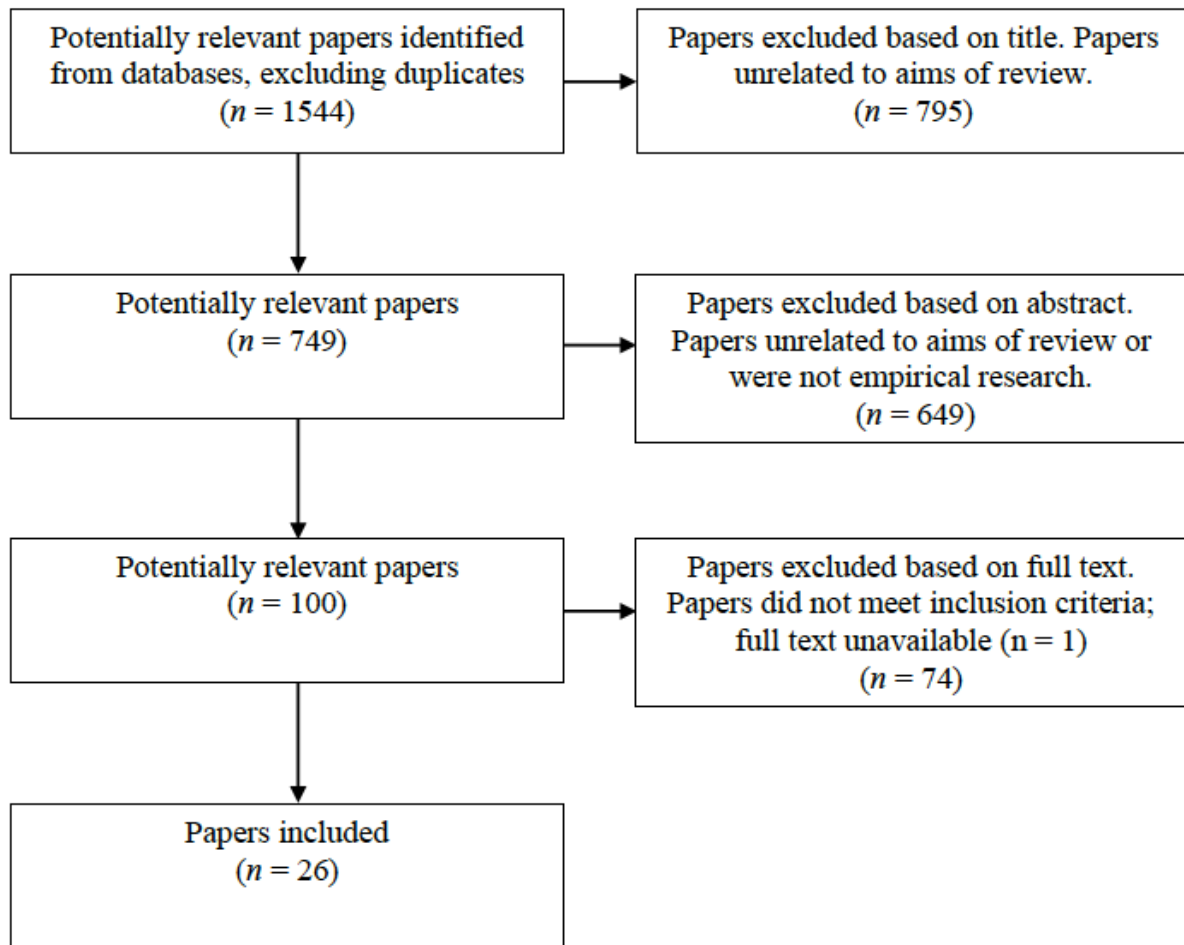 Potentially relevant papers identified
from databases, excluding duplicates
(n = 1544)
Papers excluded based on title. Papers
unrelated to aims of review.
(n = 795)
Potentially relevant papers
(n = 749)
Papers excluded based on abstract.
Papers unrelated to aims of review or
were not empirical research.
(n = 649)
Potentially relevant papers
(n = 100)
Papers excluded based on full text.
Papers did not meet inclusion criteria;
full text unavailable (n = 1)
(n = 74)
Papers included
(n = 26)